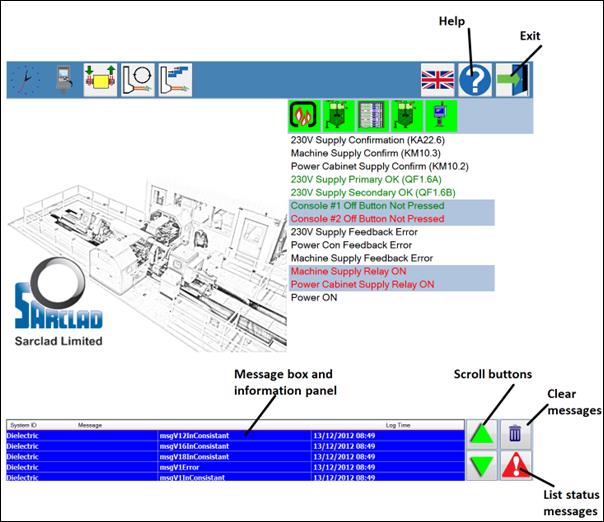 Help
Exit
230V Supply Confirmation (KA22.6)
Machine Supply Confirm (KM10.3)
Power Cabinet Supply Confirm (KM10.2)
230V Supply Primary OK (QF1.6A)
230V Supply Secondary OK (QF1.6B)
Console #1 Off Button Not Pressed
Console #2 Off Button Not Pressed
230V Supply Feedback Error
Power Con Feedback Error
Machine Supply Feedback Error
Machine Supply Relay ON
Power Cabinet Supply Relay ON
Power ON
SARCLAD
Sarclad Limited
Message box and
information panel
Scroll buttons
Clear
messages
System ID Message Log Time
Dielectric msgV12InConsistant 13/12/2012 08:49
Dielectric msgV16InConsistant 13/12/2012 08:49
Dielectric msgV18InConsistant 13/12/2012 08:49
Dielectric msgV1Error 13/12/2012 08:49
Dielectric msgV1InConsistant 13/12/2012 08:49
List status
messages